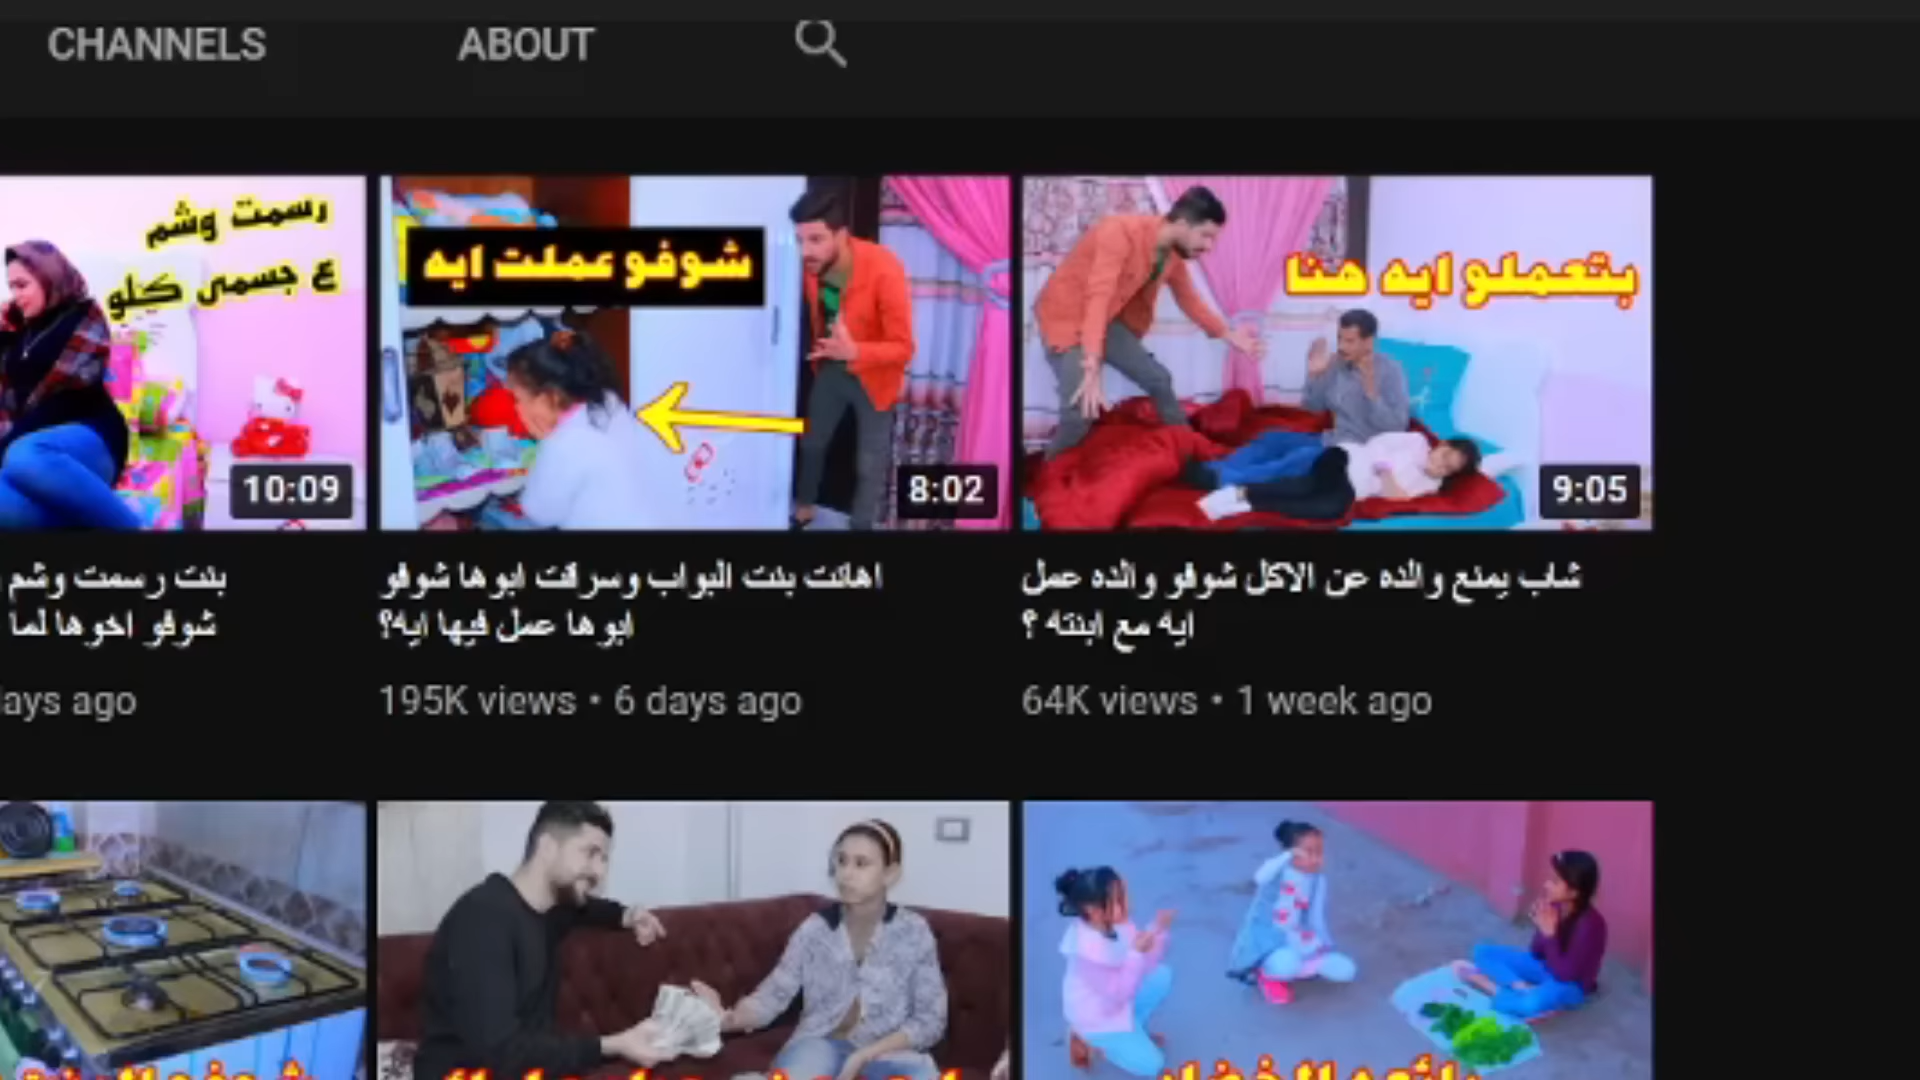 CHANNELS
ABOUT
رسمت وشم
ع جسمى كلو
10:09
شوفو عملت ايه
8:02
بتعملو ايه هنا
9:05
بنت رسمت وشم
شوفو اخوها لما
days ago
اهانت بنت البواب وسرقت ابوها شوفو
ابوها عمل فيها ايه؟
195K views • 6 days ago
شاب يمنع والده عن الاكل شوفو والده عمل
ايه مع ابنته ؟
64K views • 1 week ago